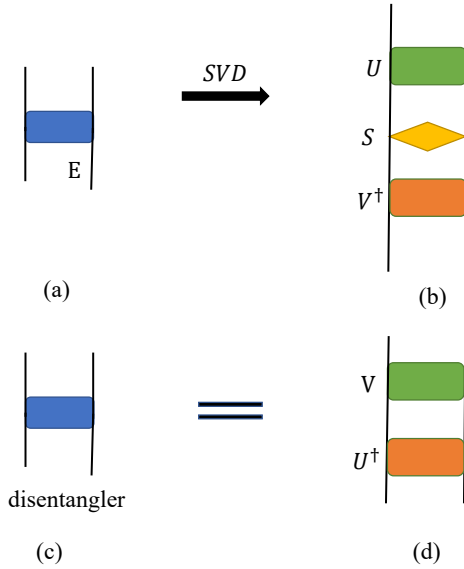 SVD
U
S
E
V†
(a)
(b)
V
U†
disentangler
(c)
(d)